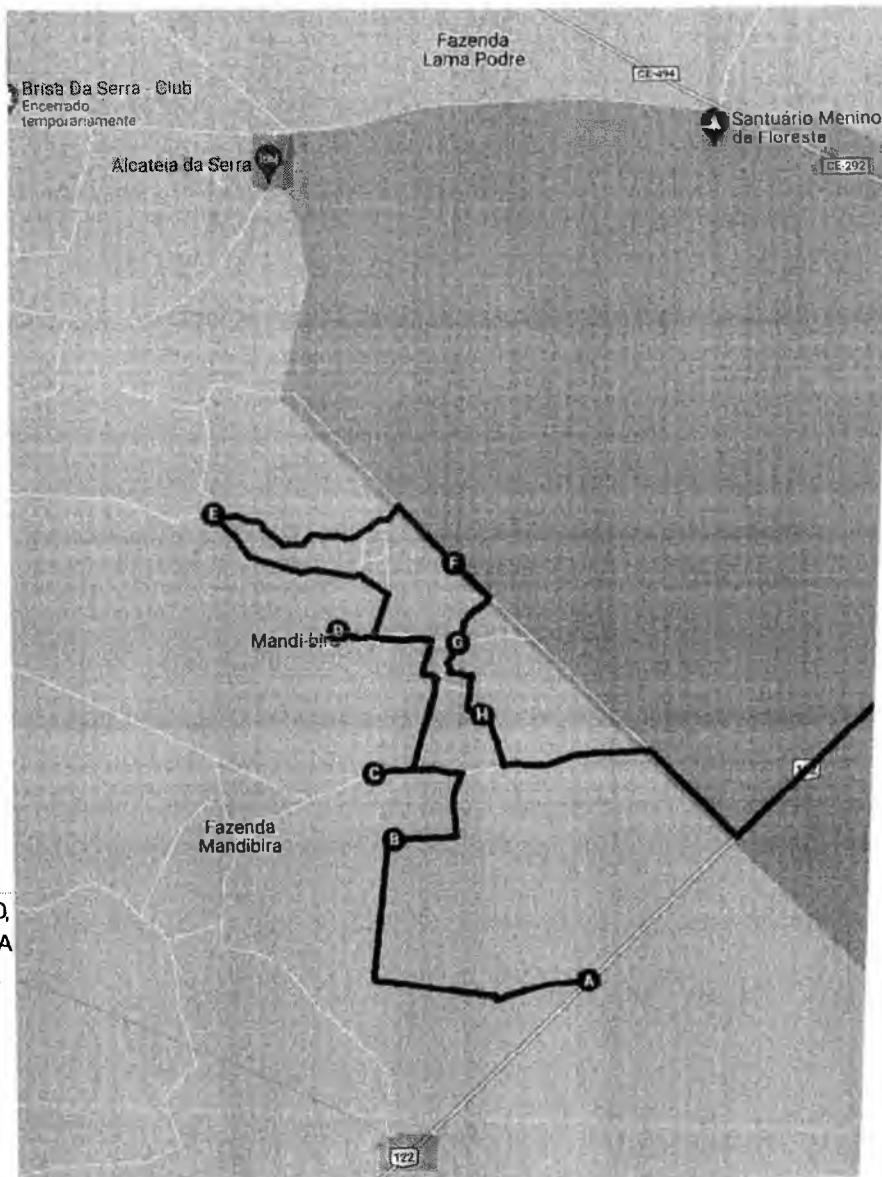 Fazenda
Lama Podre
CE-494
Brisa Da Serra - Club
Encerrado
temporariamente
Santuário Menino
da Floresta
CE-292
Alcateia da Serra
E
F
D
Mandi-bira
G
H
C
Fazenda
Mandibira
B
A
A
122